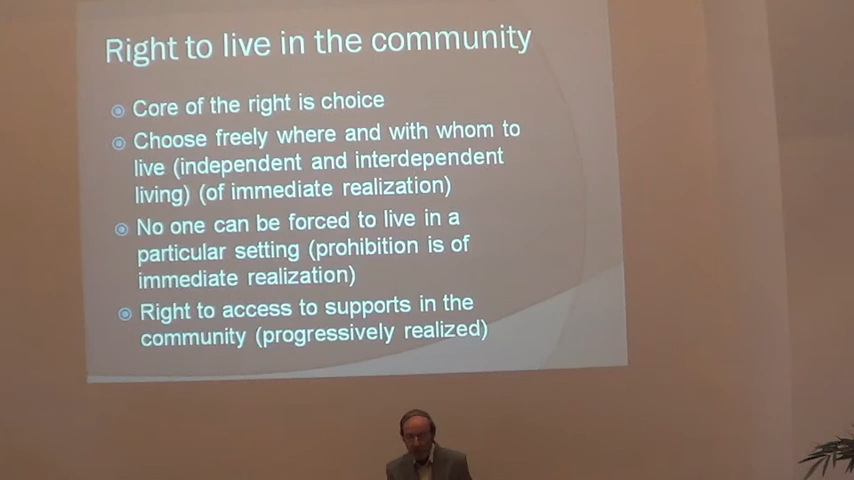 Right to live in the community
Core of the right is choice
Choose freely where and with whom to
live (independent and interdependent
living) (of immediate realization)
No one can be forced to live in a
particular setting (prohibition is of
immediate realization)
Right to access to supports in the
community (progressively realized)